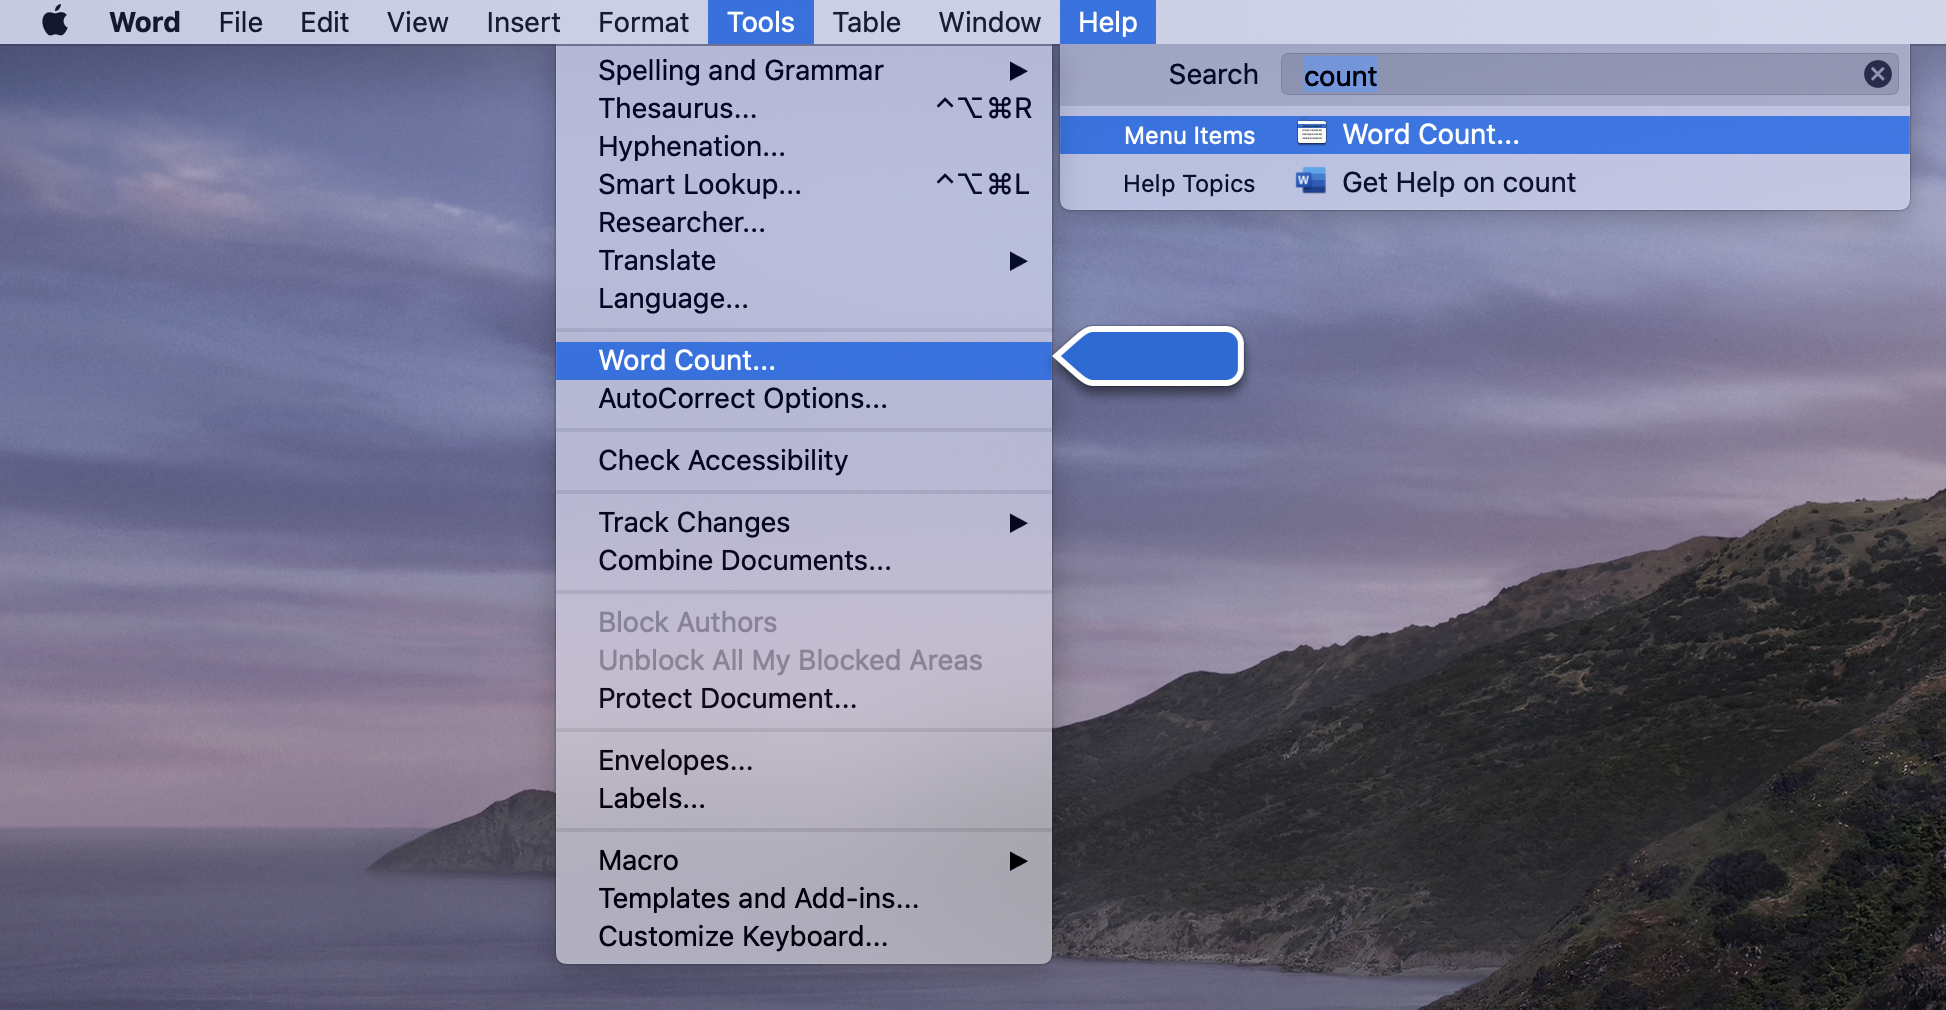 Word File Edit View Insert Format Tools Table Window Help
Spelling and Grammar
Thesaurus... ^⌥⌘R
Hyphenation...
Smart Lookup... ^⌥⌘L
Researcher...
Translate
Language...
Word Count...
AutoCorrect Options...
Check Accessibility
Track Changes
Combine Documents...
Block Authors
Unblock All My Blocked Areas
Protect Document...
Envelopes...
Labels...
Macro
Templates and Add-ins...
Customize Keyboard...
Search count
Menu Items Word Count...
Help Topics W Get Help on count